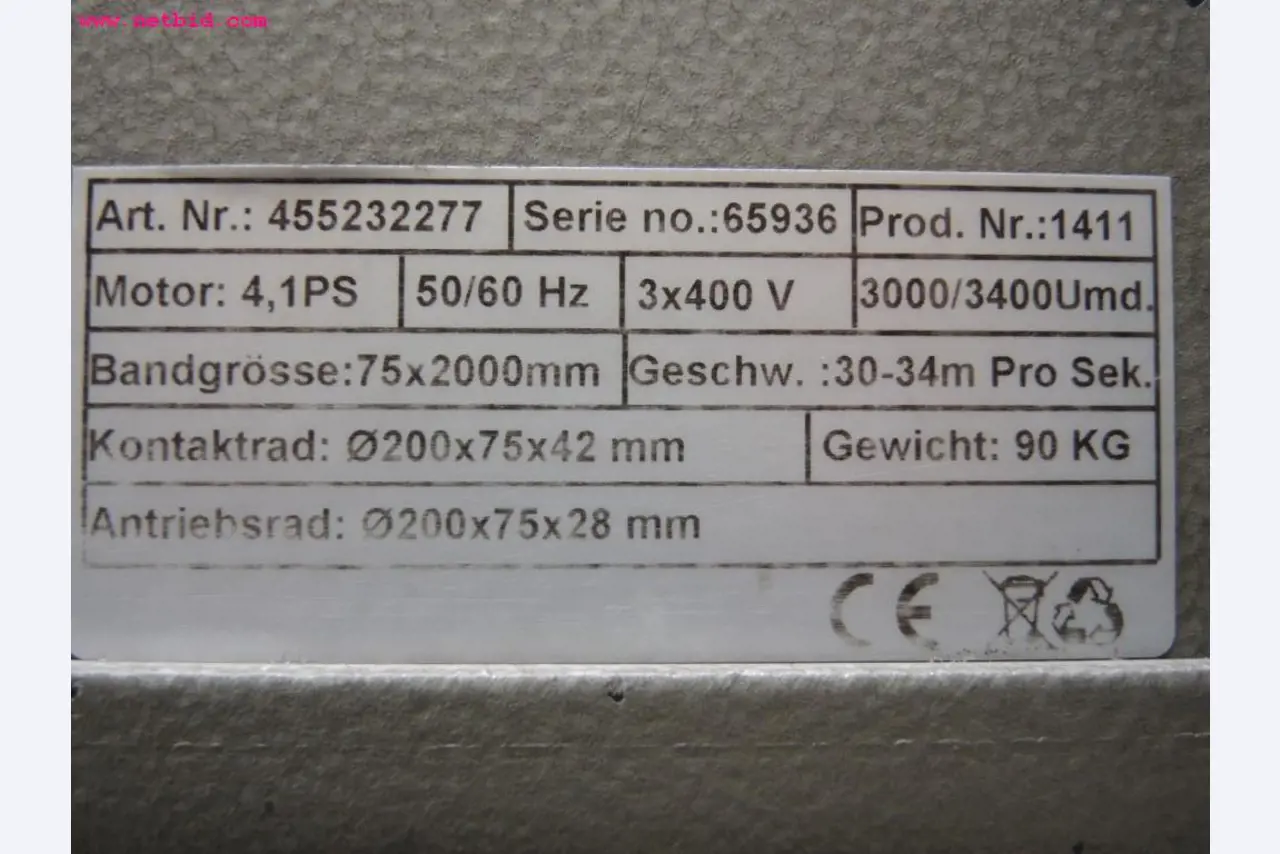 www.netbid.com
Art. Nr.: 455232277 Serie no.:65936 Prod. Nr.:1411
Motor: 4,1PS 50/60 Hz 3x400 V 3000/3400Umd.
Bandgrösse:75x2000mm Geschw. :30-34m Pro Sek.
Kontaktrad: Ø200x75x42 mm Gewicht: 90 KG
Antriebsrad: Ø200x75x28 mm
CE